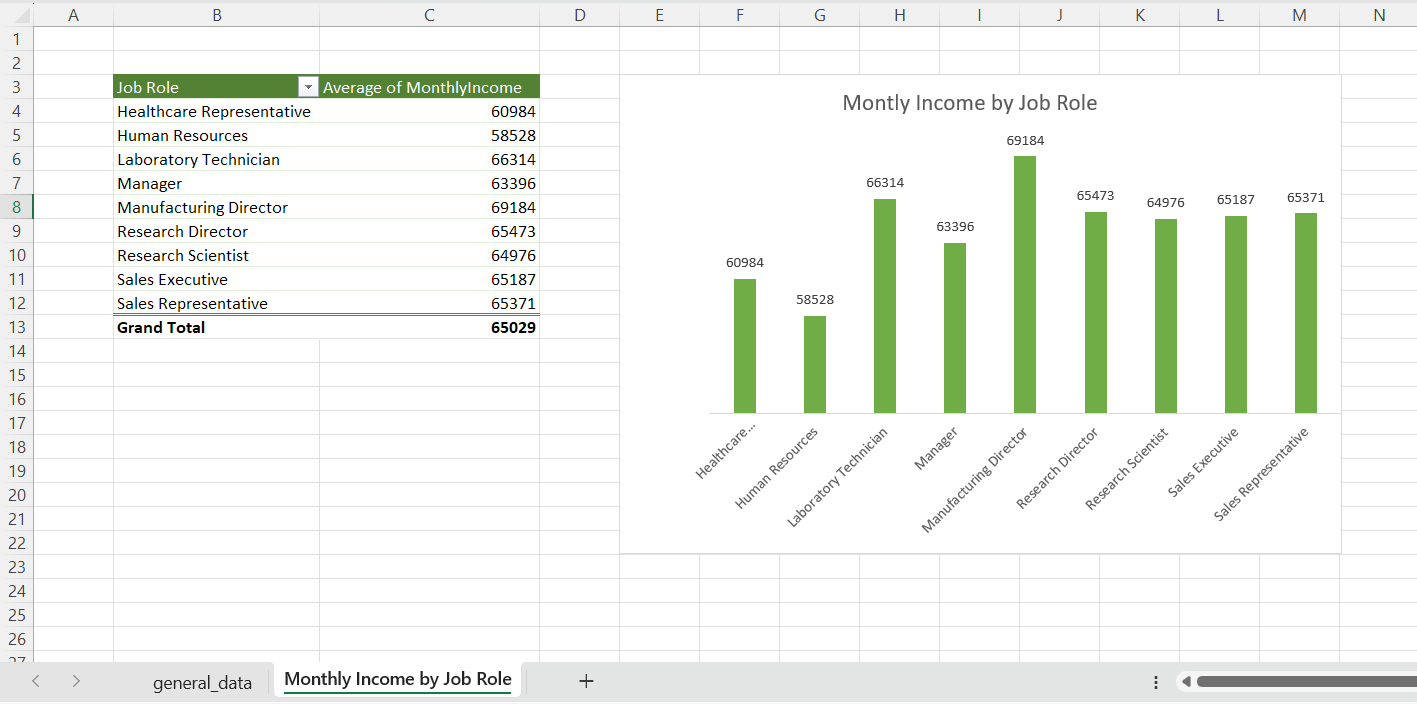 A B C D E F G H I J K L M N
1
2
3 Job Role Average of MonthlyIncome
4 Healthcare Representative 60984
5 Human Resources 58528
6 Laboratory Technician 66314
7 Manager 63396
8 Manufacturing Director 69184
9 Research Director 65473
10 Research Scientist 64976
11 Sales Executive 65187
12 Sales Representative 65371
13 Grand Total 65029
14
15
16
17
18
19
20
21
22
23
24
25
26
27
Montly Income by Job Role
60984 58528 66314 63396 69184 65473 64976 65187 65371
Healthcare... Human Resources Laboratory Technician Manager Manufacturing Director Research Director Research Scientist Sales Executive Sales Representative
general_data Monthly Income by Job Role +